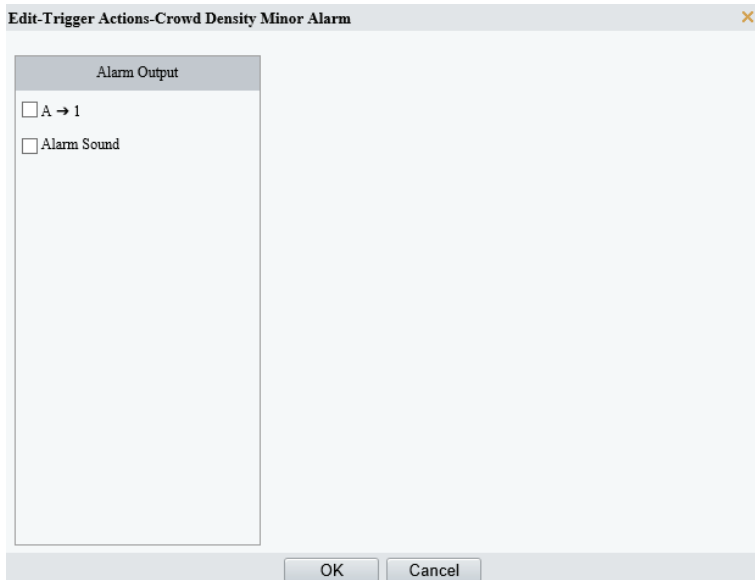 Edit-Trigger Actions-Crowd Density Minor Alarm
Alarm Output
A ➔ 1
Alarm Sound
OK Cancel